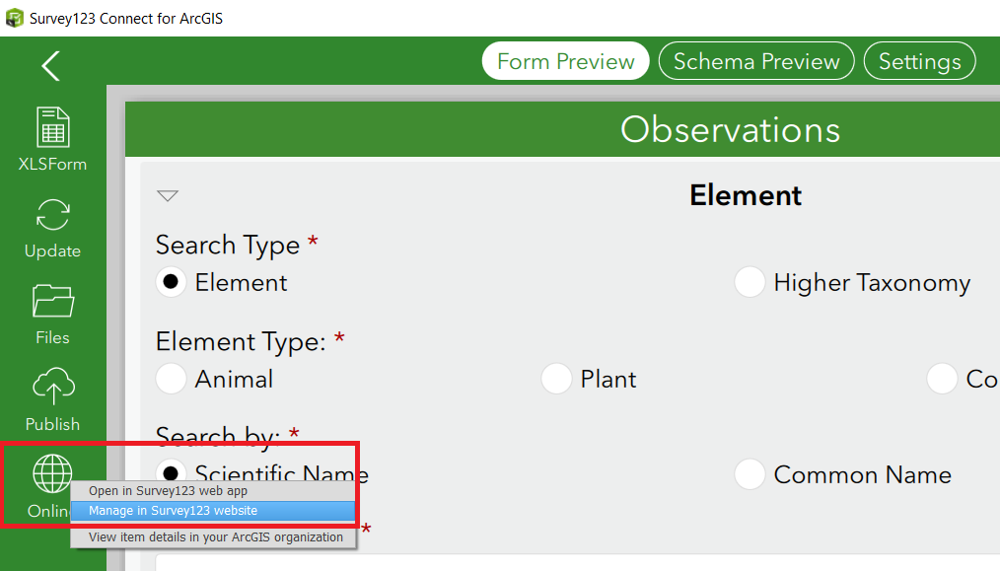 Survey123 Connect for ArcGIS
Form Preview Schema Preview Settings
XLSForm
Update
Files
Publish
Observations
Element
Search Type *
Element Higher Taxonomy
Element Type: *
Animal Plant Co
Search by: *
Scientific Name Common Name
*
Onlin
Open in Survey123 web app
Manage in Survey123 website
View item details in your ArcGIS organization